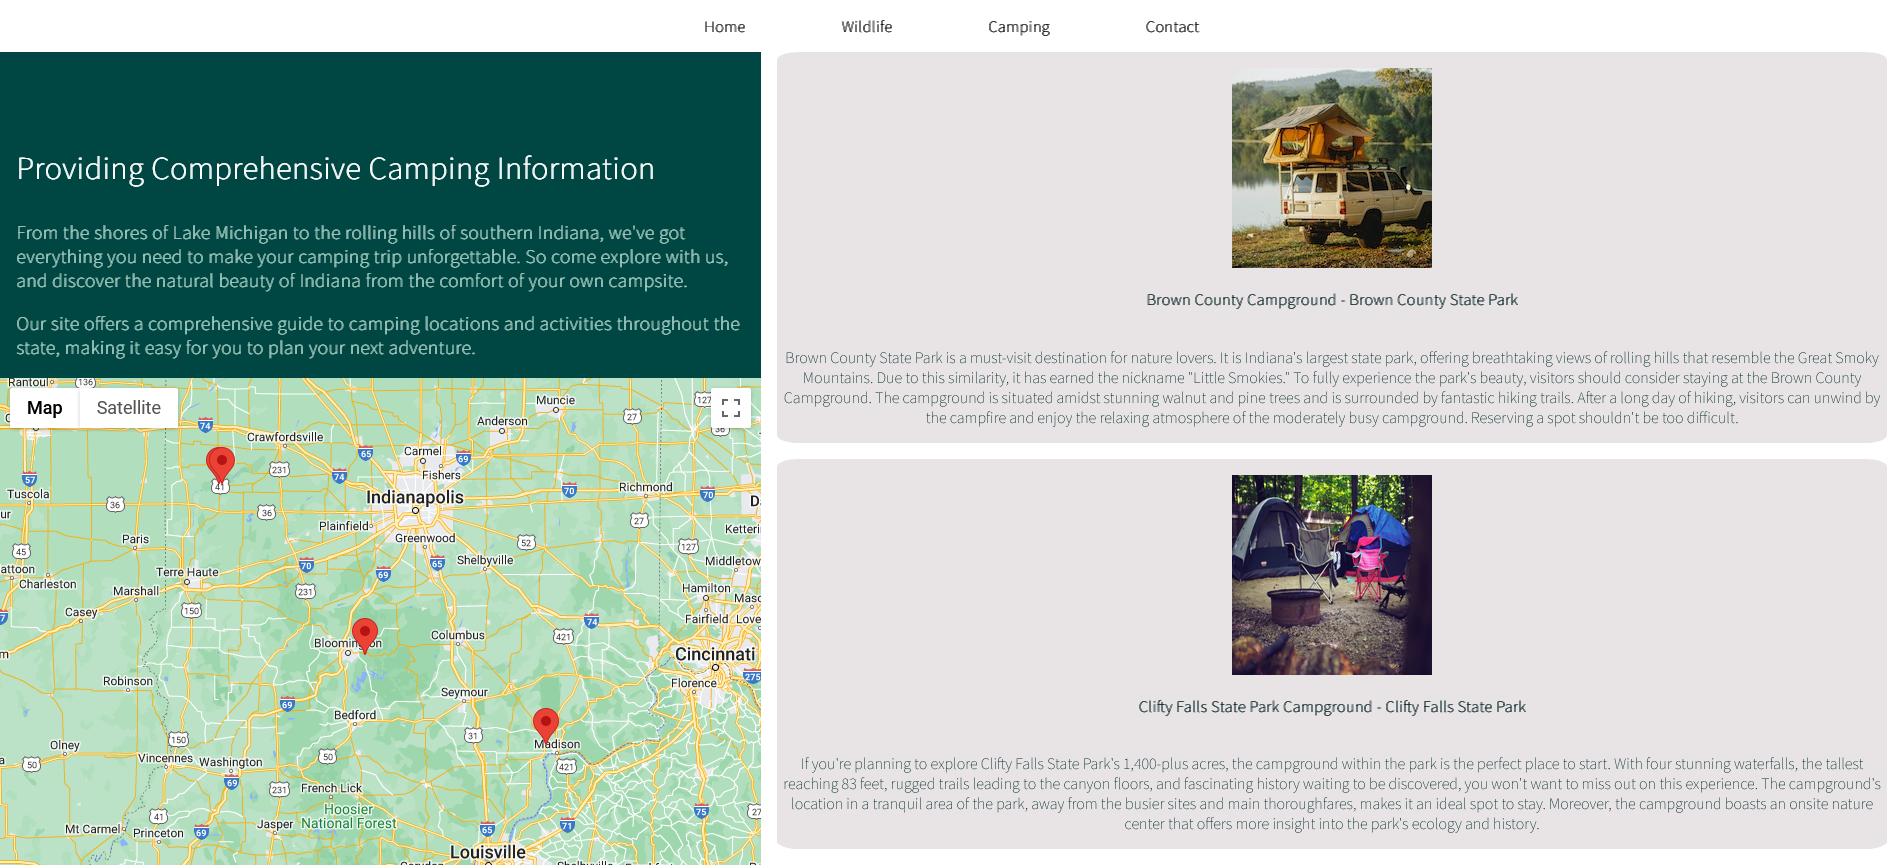 Home Wildlife Camping Contact
Providing Comprehensive Camping Information
From the shores of Lake Michigan to the rolling hills of southern Indiana, we've got
everything you need to make your camping trip unforgettable. So come explore with us,
and discover the natural beauty of Indiana from the comfort of your own campsite.
Our site offers a comprehensive guide to camping locations and activities throughout the
state, making it easy for you to plan your next adventure.
Rantoul
136
Map Satellite
Muncie
127
27
36
Anderson
74
Crawfordsville
65
Carmel
69
231
Fishers
74
57
41
Tuscola
Indianapolis
70
Richmond
70
36
36
Plainfield
27
Ketteri
Greenwood
52
Paris
127
45
Shelbyville
Middletow
70
65
69
attoon
Terre Haute
Charleston
Marshall
231
Hamilton
Casey
150
74
Fairfield Love
Columbus
421
Bloomington
Cincinnati
275
Robinson
Seymour
Florence
69
Bedford
31
Madison
150
Olney
50
Vincennes
Washington
50
421
69
231
French Lick
Hoosier
National Forest
41
75
27
Mt Carmel
Princeton
69
Jasper
65
71
Louisville
Shelbyville
Brown County Campground - Brown County State Park
Brown County State Park is a must-visit destination for nature lovers. It is Indiana's largest state park, offering breathtaking views of rolling hills that resemble the Great Smoky
Mountains. Due to this similarity, it has earned the nickname "Little Smokies." To fully experience the park's beauty, visitors should consider staying at the Brown County
Campground. The campground is situated amidst stunning walnut and pine trees and is surrounded by fantastic hiking trails. After a long day of hiking, visitors can unwind by
the campfire and enjoy the relaxing atmosphere of the moderately busy campground. Reserving a spot shouldn't be too difficult.
Clifty Falls State Park Campground - Clifty Falls State Park
If you're planning to explore Clifty Falls State Park's 1,400-plus acres, the campground within the park is the perfect place to start. With four stunning waterfalls, the tallest
reaching 83 feet, rugged trails leading to the canyon floors, and fascinating history waiting to be discovered, you won't want to miss out on this experience. The campground's
location in a tranquil area of the park, away from the busier sites and main thoroughfares, makes it an ideal spot to stay. Moreover, the campground boasts an onsite nature
center that offers more insight into the park's ecology and history.